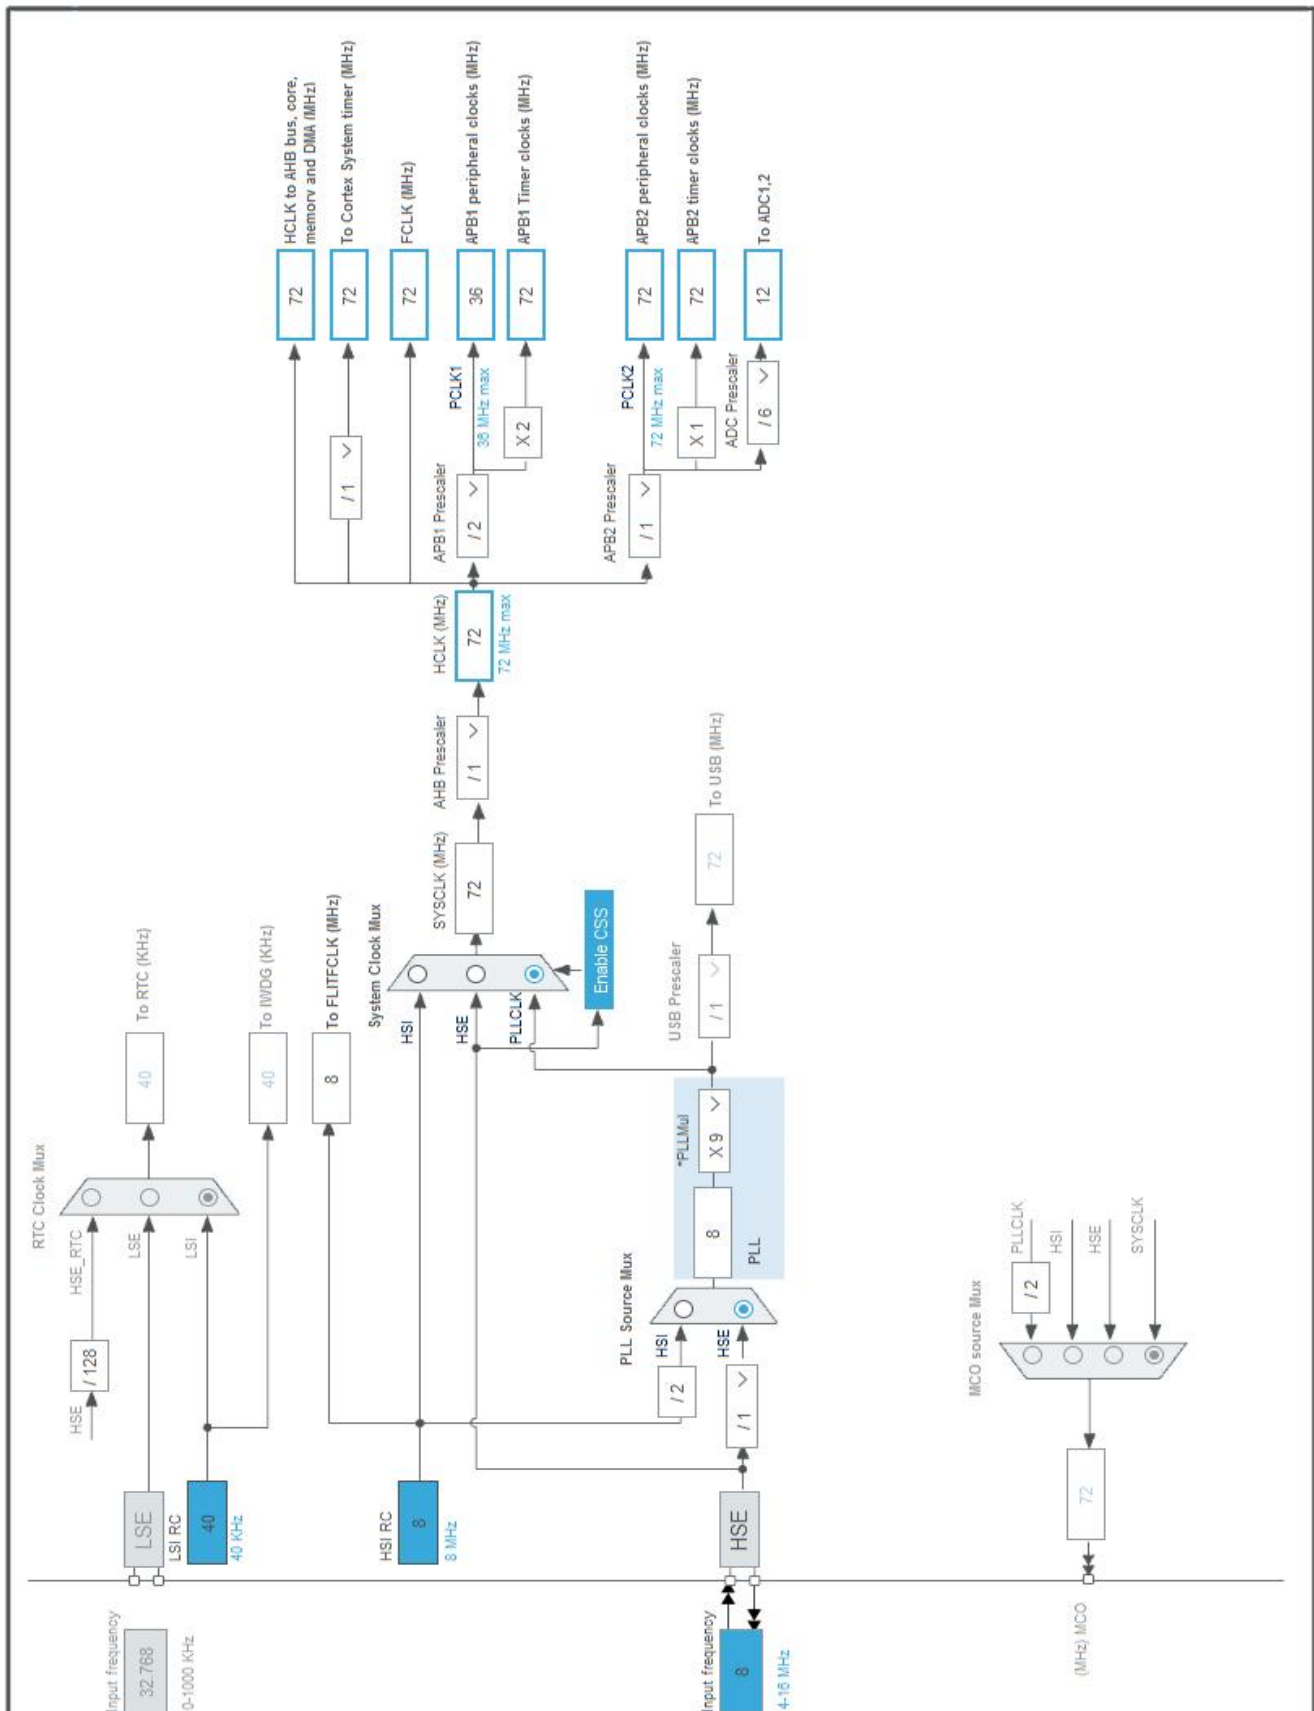 RTC Clock Mux
HSE
/ 128
HSE_RTC
Input frequency
32.768
0-1000 KHz
LSE
LSE
To RTC (KHz)
40
LSI RC
40
40 KHz
LSI
40
To IWDG (KHz)
HSI RC
8
8 MHz
8
To FLITFCLK (MHz)
System Clock Mux
HSI
HSE
PLLCLK
Enable CSS
SYSCLK (MHz)
72
AHB Prescaler
/ 1
HCLK (MHz)
72
72 MHz max
72
HCLK to AHB bus, core,
memory and DMA (MHz)
/ 1
72
To Cortex System timer (MHz)
72
FCLK (MHz)
APB1 Prescaler
/ 2
PCLK1
36 MHz max
36
APB1 peripheral clocks (MHz)
X 2
72
APB1 Timer clocks (MHz)
APB2 Prescaler
/ 1
PCLK2
72 MHz max
72
APB2 peripheral clocks (MHz)
X 1
72
APB2 timer clocks (MHz)
ADC Prescaler
/ 6
12
To ADC1,2
PLL Source Mux
/ 2
HSI
Input frequency
8
4-16 MHz
HSE
/ 1
HSE
8
*PLLMul
X 9
PLL
USB Prescaler
/ 1
72
To USB (MHz)
MCO source Mux
/ 2
PLLCLK
HSI
HSE
SYSCLK
72
(MHz) MCO